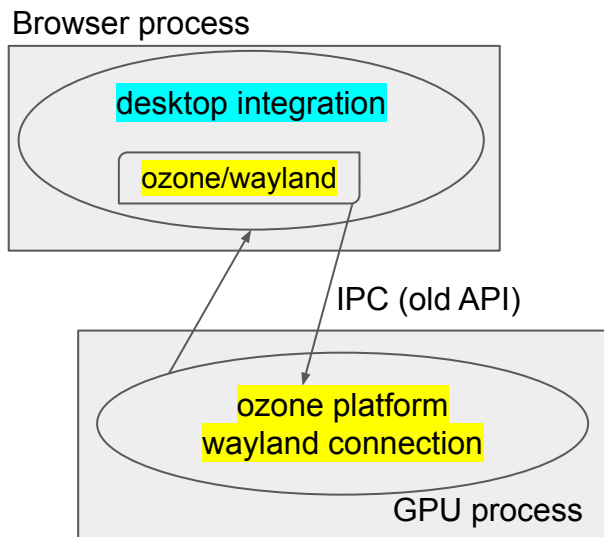 Browser process
desktop integration
ozone/wayland
IPC (old API)
ozone platform
wayland connection
GPU process